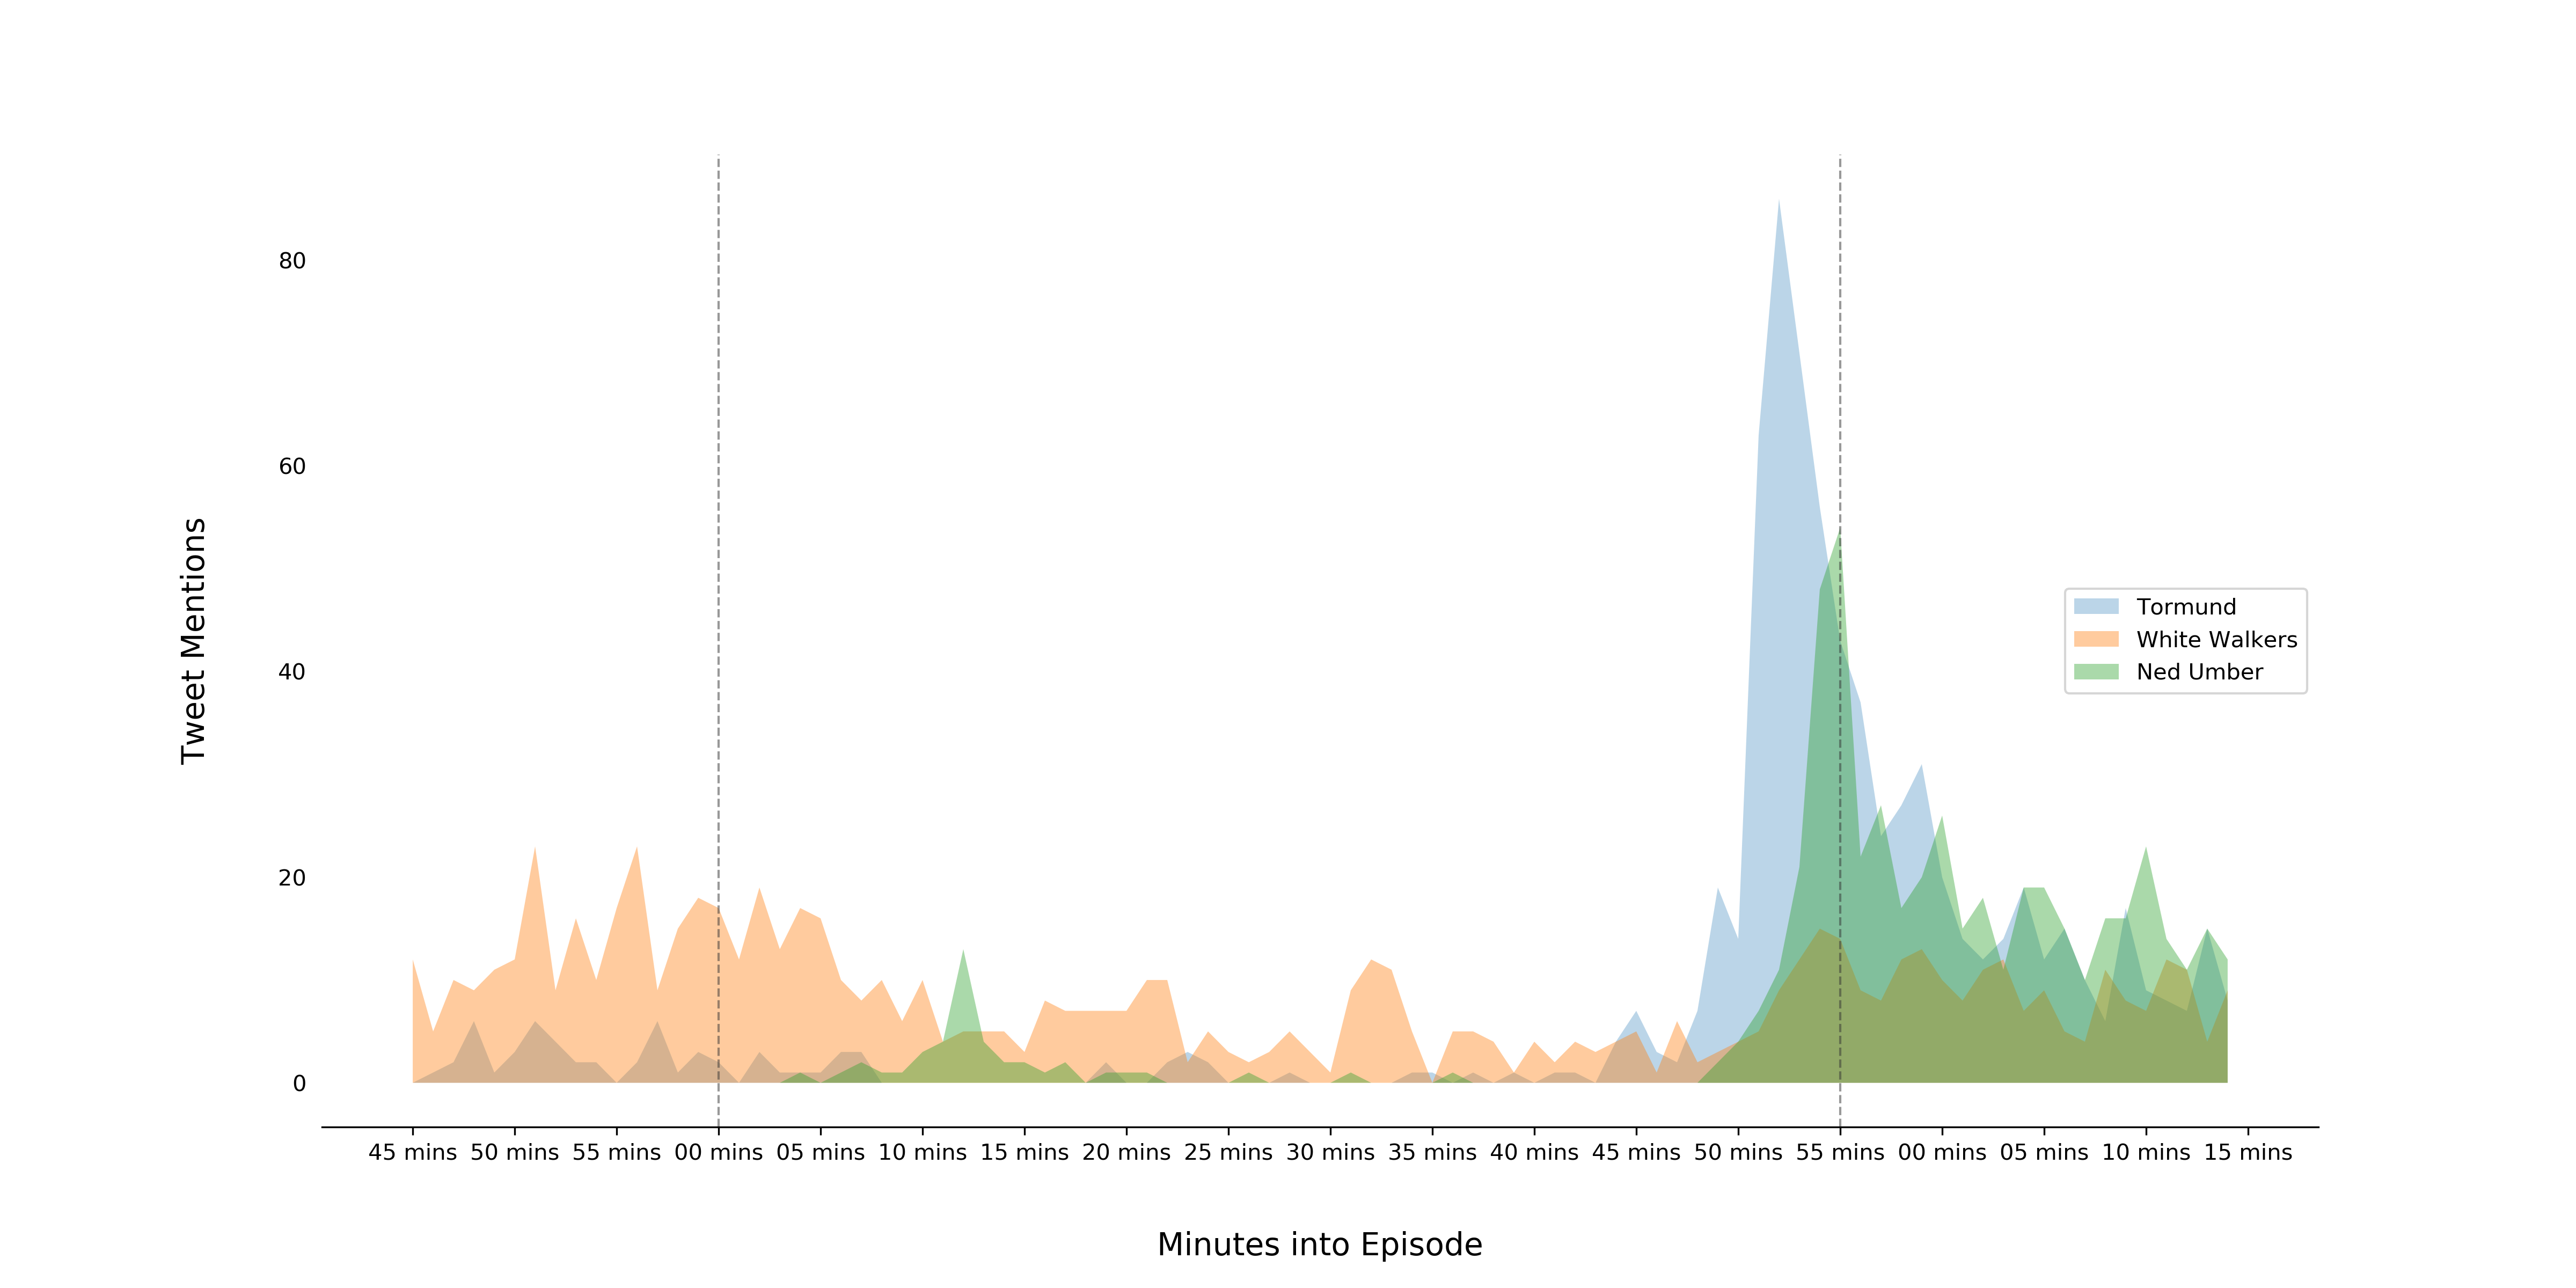 80
60
40
20
0
Tweet Mentions
Tormund
White Walkers
Ned Umber
45 mins 50 mins 55 mins 00 mins 05 mins 10 mins 15 mins 20 mins 25 mins 30 mins 35 mins 40 mins 45 mins 50 mins 55 mins 00 mins 05 mins 10 mins 15 mins
Minutes into Episode